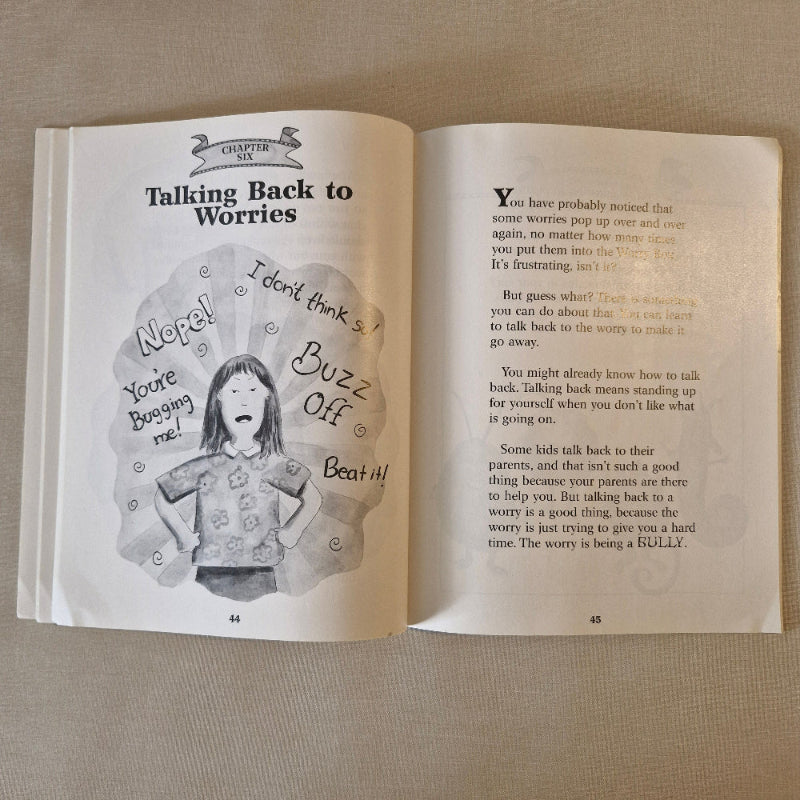 CHAPTER
SIX
Talking Back to
Worries
I don't think so!
Nope!
You're
Bugging
me!
Buzz
Off
Beat it!
44
You have probably noticed that
some worries pop up over and over
again, no matter how many times
you put them into the Worry Box.
It's frustrating, isn't it?
But guess what? There is something
you can do about that. You can learn
to talk back to the worry to make it
go away.
You might already know how to talk
back. Talking back means standing up
for yourself when you don't like what
is going on.
Some kids talk back to their
parents, and that isn't such a good
thing because your parents are there
to help you. But talking back to a
worry is a good thing, because the
worry is just trying to give you a hard
time. The worry is being a BULLY.
45